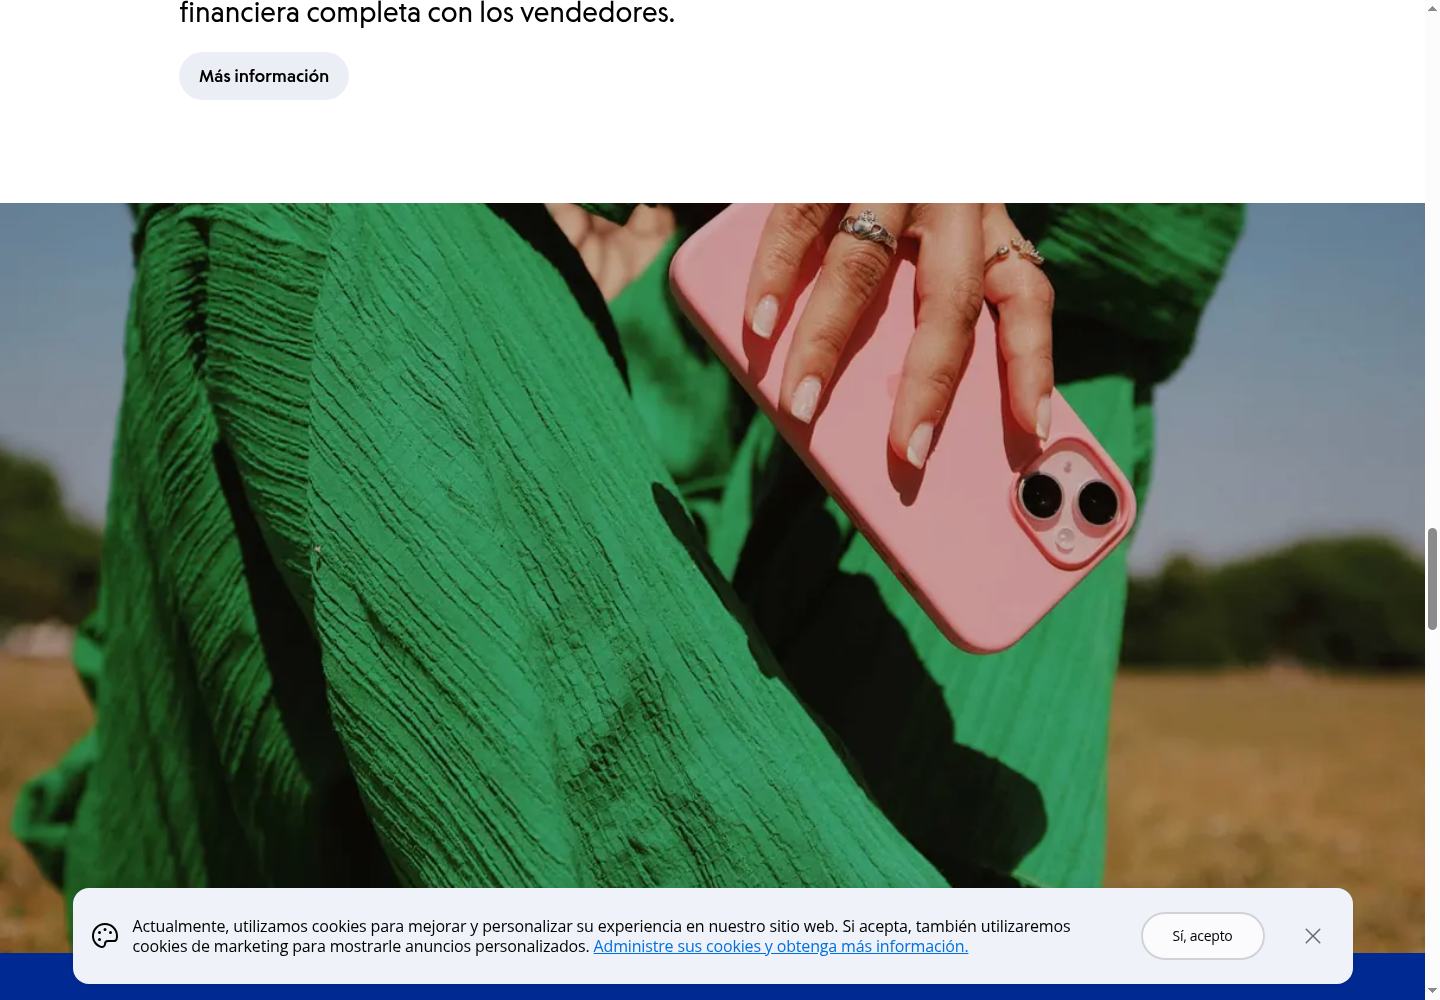 financiera completa con los vendedores.
Más información
Actualmente, utilizamos cookies para mejorar y personalizar su experiencia en nuestro sitio web. Si acepta, también utilizaremos
cookies de marketing para mostrarle anuncios personalizados. Administre sus cookies y obtenga más información.
Sí, acepto